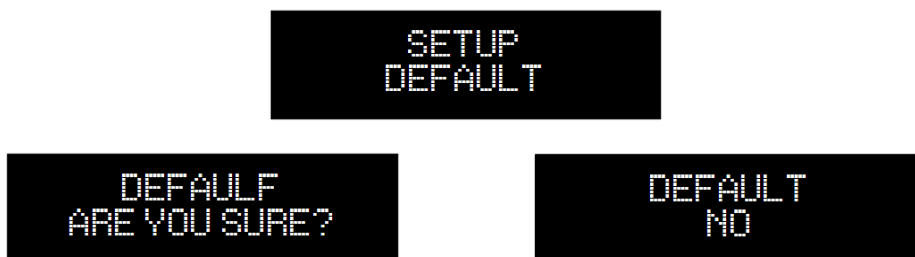 SETUP
DEFAULT
DEFAULF
ARE YOU SURE?
DEFAULT
NO